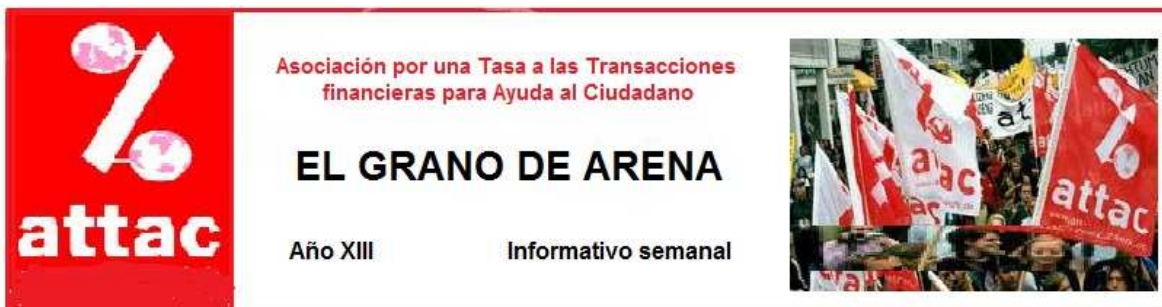 attac
Asociación por una Tasa a las Transacciones
financieras para Ayuda al Ciudadano
EL GRANO DE ARENA
Año XIII Informativo semanal
attac
attac